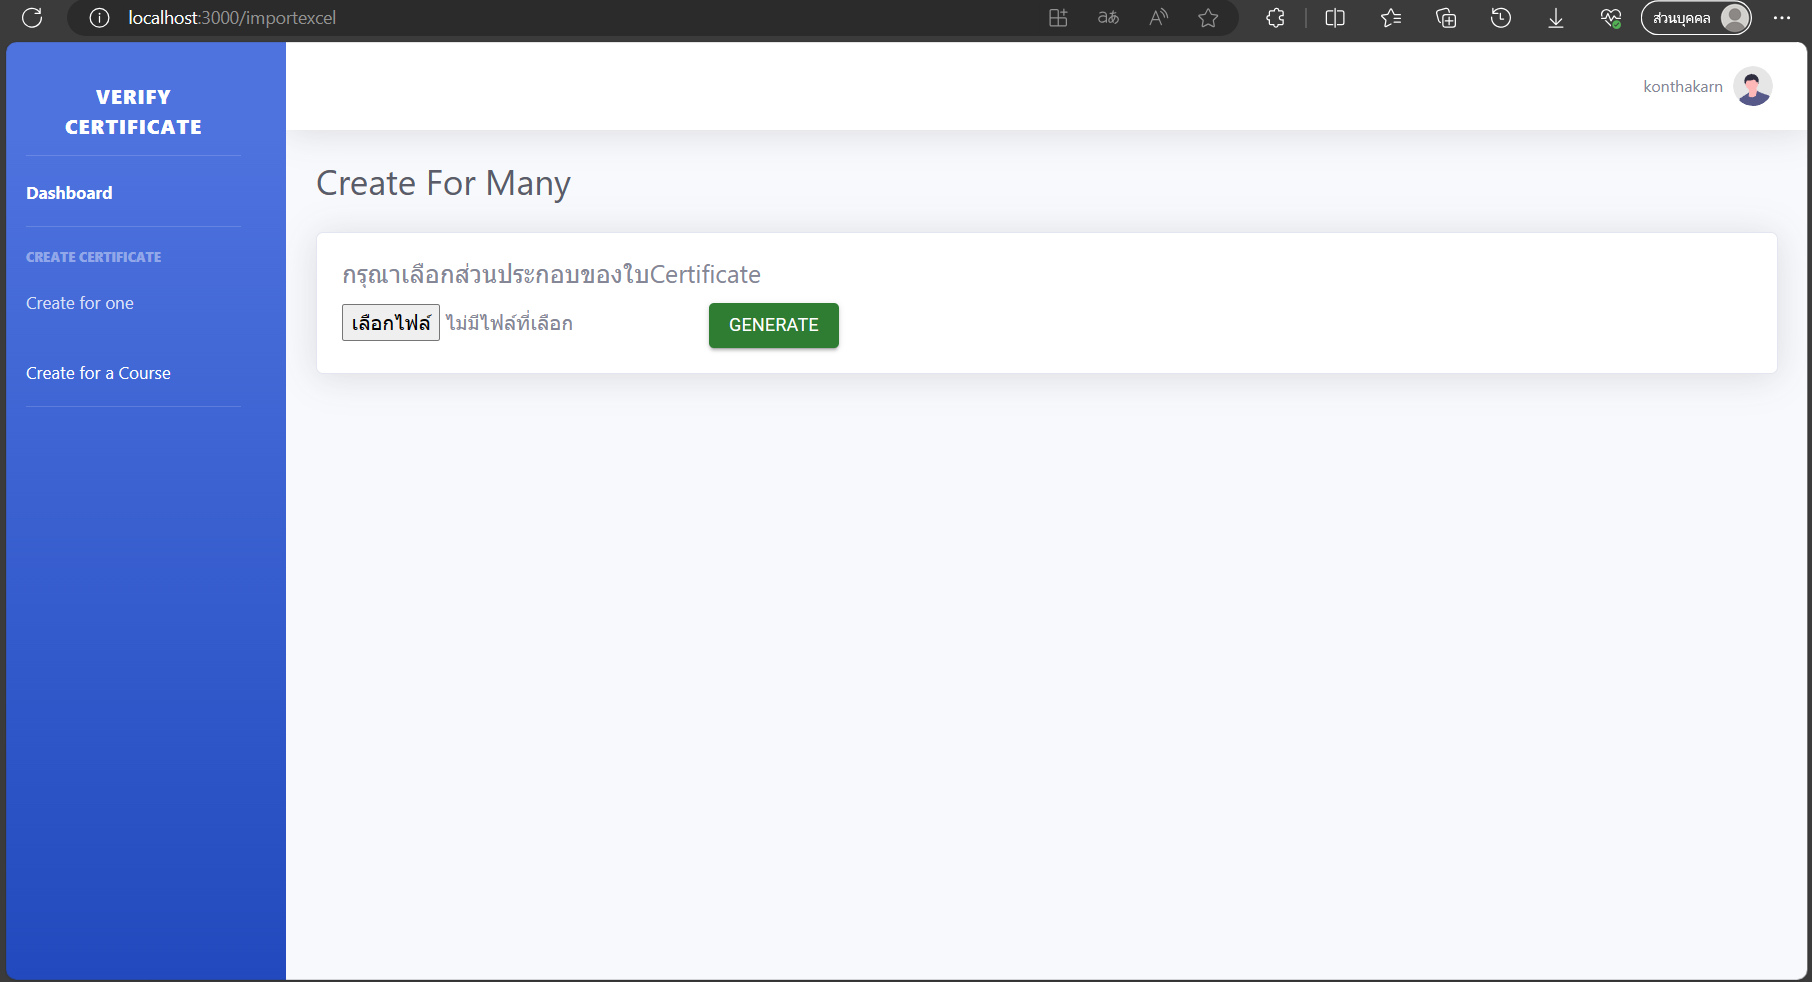 localhost:3000/importexcel
aあ
ส่วนบุคคล
VERIFY
CERTIFICATE
konthakarn
Dashboard
CREATE CERTIFICATE
Create for one
Create for a Course
Create For Many
กรุณาเลือกส่วนประกอบของใบCertificate
เลือกไฟล์ ไม่มีไฟล์ที่เลือก
GENERATE